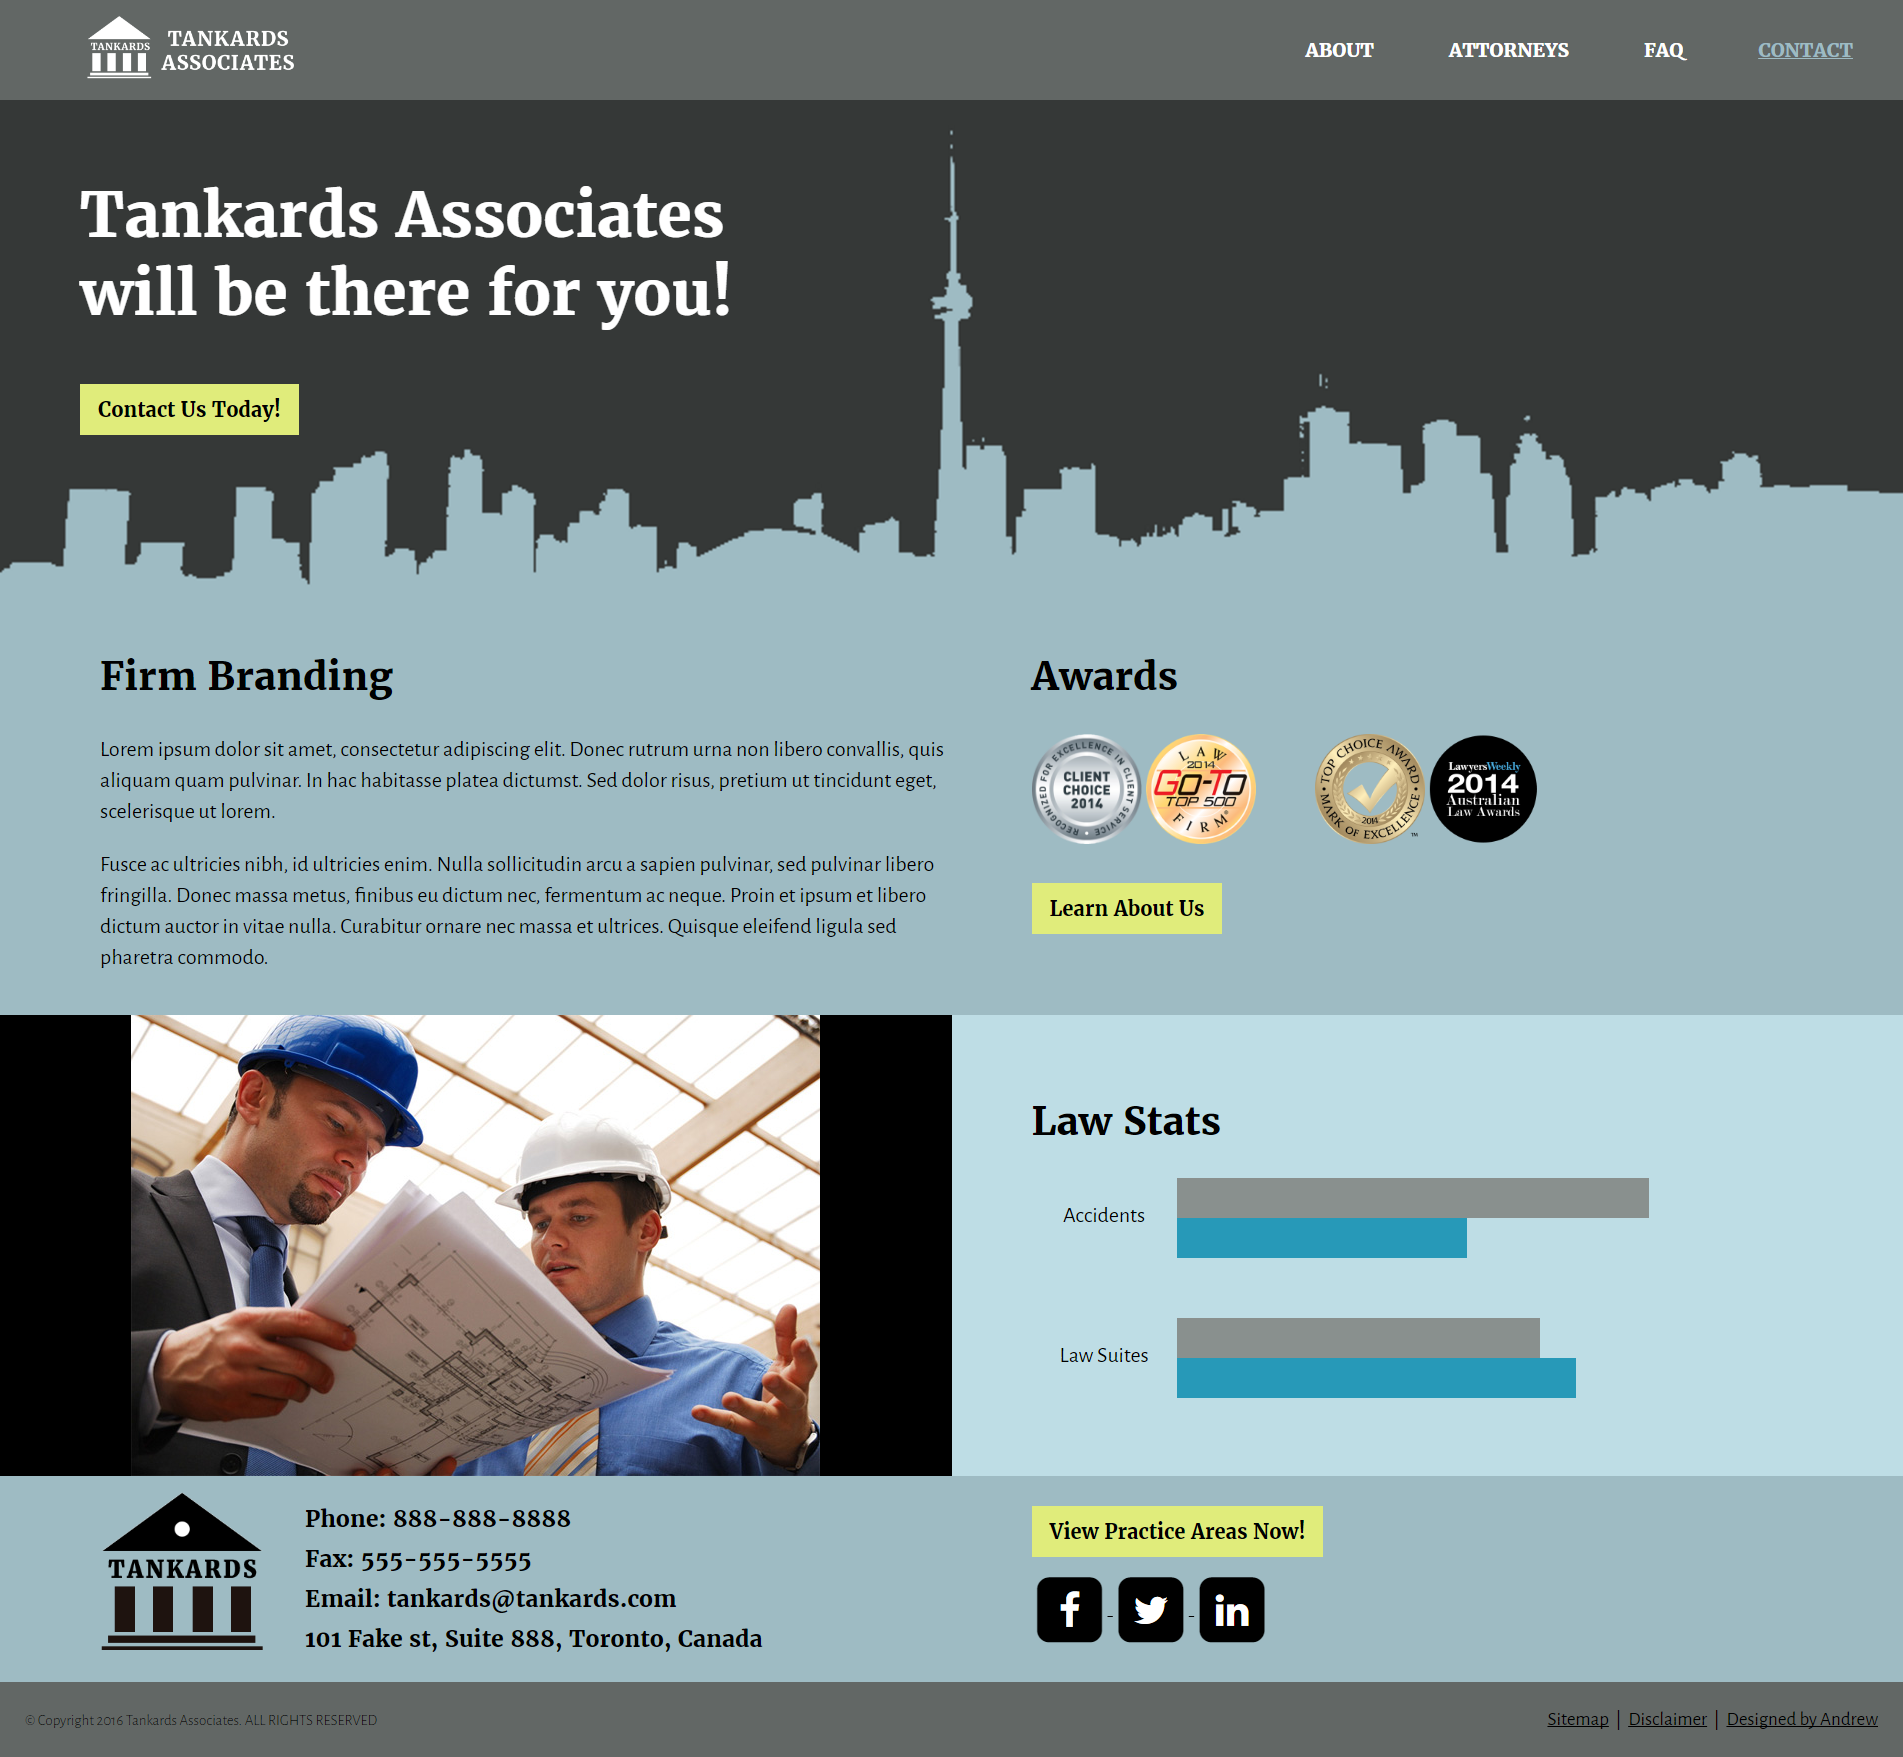 TANKARDS
TANKARDS
ASSOCIATES
ABOUT
ATTORNEYS
FAQ
CONTACT
Tankards Associates
will be there for you!
Contact Us Today!
Firm Branding
Lorem ipsum dolor sit amet, consectetur adipiscing elit. Donec rutrum urna non libero convallis, quis
aliquam quam pulvinar. In hac habitasse platea dictumst. Sed dolor risus, pretium ut tincidunt eget,
scelerisque ut lorem.
Fusce ac ultricies nibh, id ultricies enim. Nulla sollicitudin arcu a sapien pulvinar, sed pulvinar libero
fringilla. Donec massa metus, finibus eu dictum nec, fermentum ac neque. Proin et ipsum et libero
dictum auctor in vitae nulla. Curabitur ornare nec massa et ultrices. Quisque eleifend ligula sed
pharetra commodo.
Awards
RECOGNIZED FOR EXCELLENCE IN CLIENT SERVICE
CLIENT
CHOICE
2014
LAW
2014
GO-TO
TOP 500
FIRM®
TOP CHOICE AWARD
2014
MARK OF EXCELLENCE
™
LawyersWeekly
2014
Australian
Law Awards
Learn About Us
Law Stats
Accidents
Law Suites
TANKARDS
Phone: 888-888-8888
Fax: 555-555-5555
Email: tankards@tankards.com
101 Fake st, Suite 888, Toronto, Canada
View Practice Areas Now!
f - - in
© Copyright 2016 Tankards Associates. ALL RIGHTS RESERVED
Sitemap | Disclaimer | Designed by Andrew